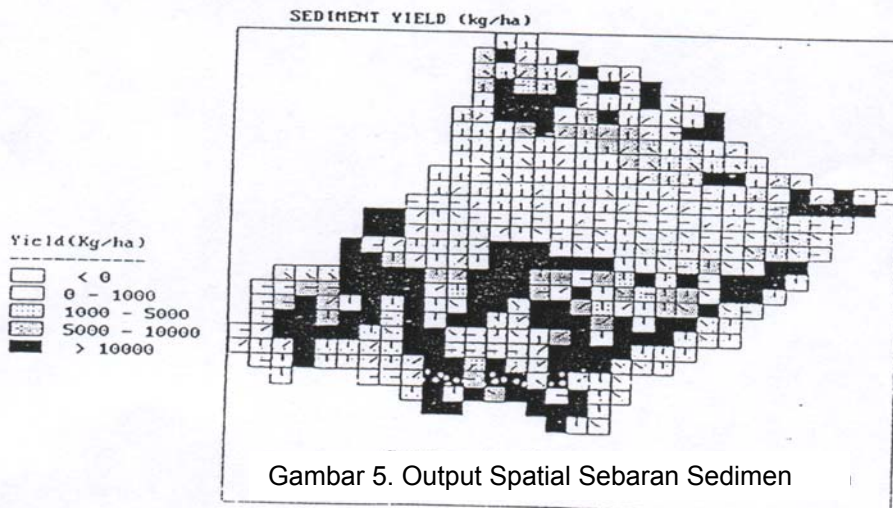 SEDIMENT YIELD (kg/ha)
Yield(Kg/ha)
< 0
0 - 1000
1000 - 5000
5000 - 10000
> 10000
Gambar 5. Output Spatial Sebaran Sedimen